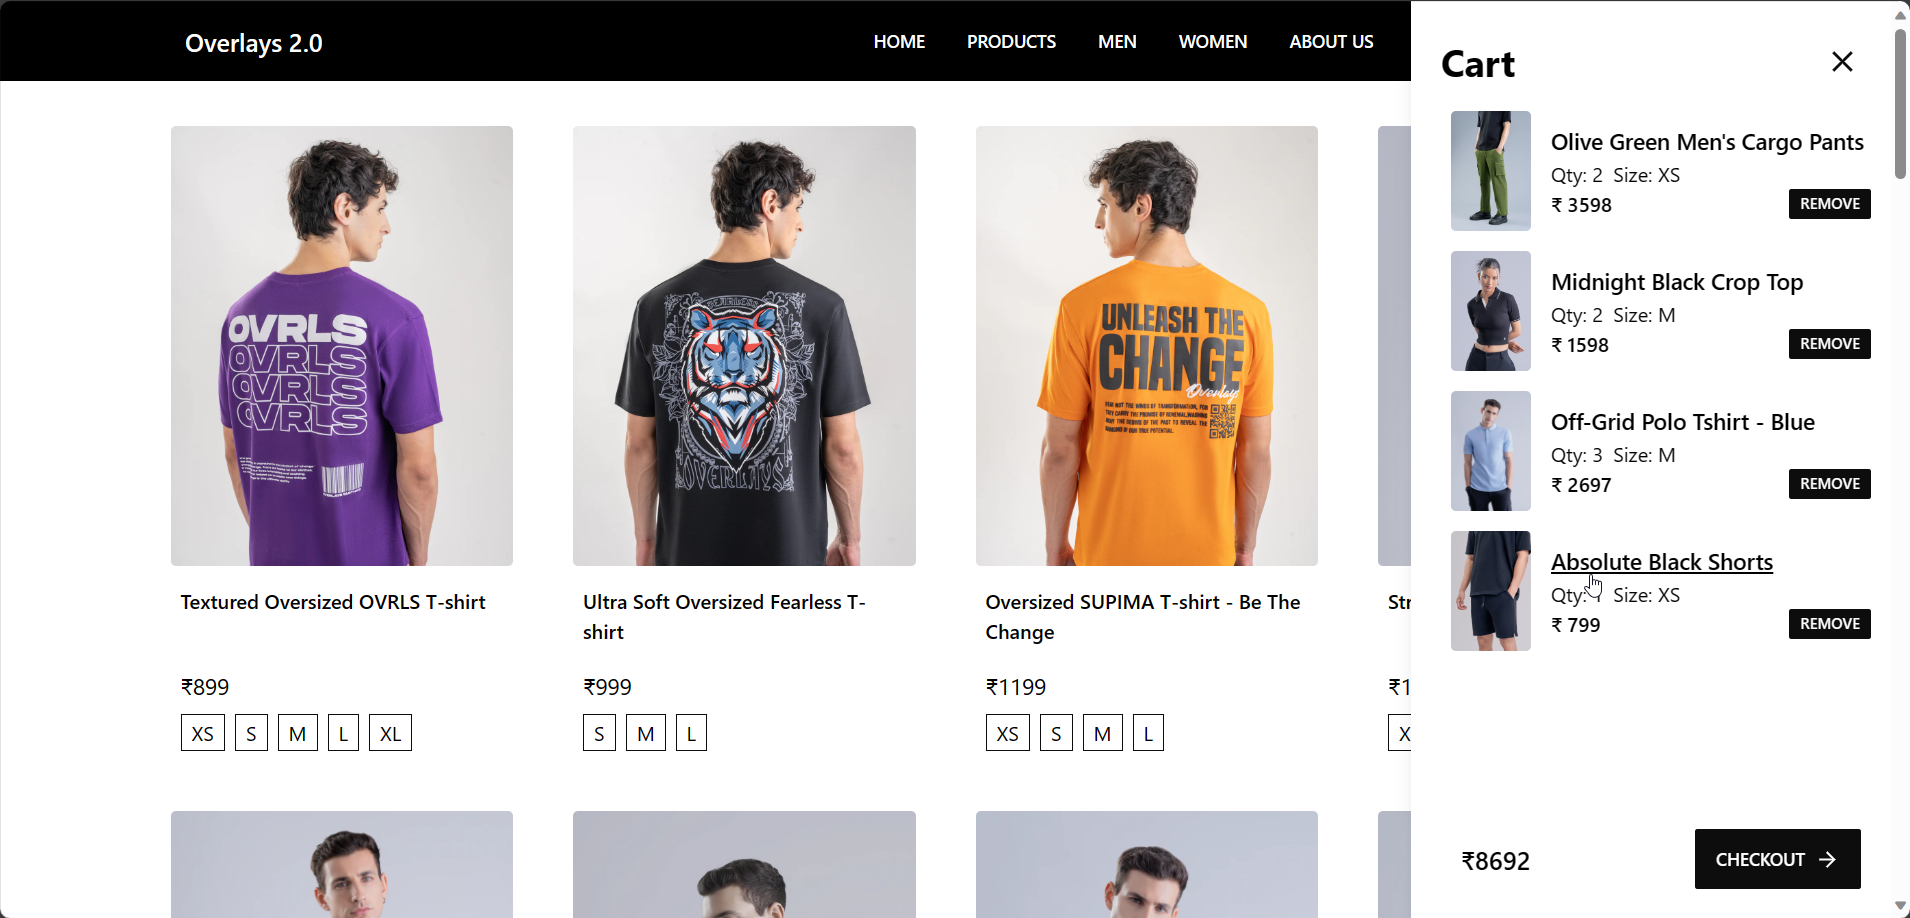 Overlays 2.0
HOME
PRODUCTS
MEN
WOMEN
ABOUT US
OVRLS
OVRLS
OVRLS
OVRLS
FEARLESS
OVERLAYS
UNLEASH THE
CHANGE
Overlays
Textured Oversized OVRLS T-shirt
₹899
XS
S
M
L
XL
Ultra Soft Oversized Fearless T-
shirt
₹999
S
M
L
Oversized SUPIMA T-shirt - Be The
Change
₹1199
XS
S
M
L
Cart
Olive Green Men's Cargo Pants
Qty: 2 Size: XS
₹ 3598
REMOVE
Midnight Black Crop Top
Qty: 2 Size: M
₹ 1598
REMOVE
Off-Grid Polo Tshirt - Blue
Qty: 3 Size: M
₹ 2697
REMOVE
Absolute Black Shorts
Qty: 1 Size: XS
₹ 799
REMOVE
₹8692
CHECKOUT →